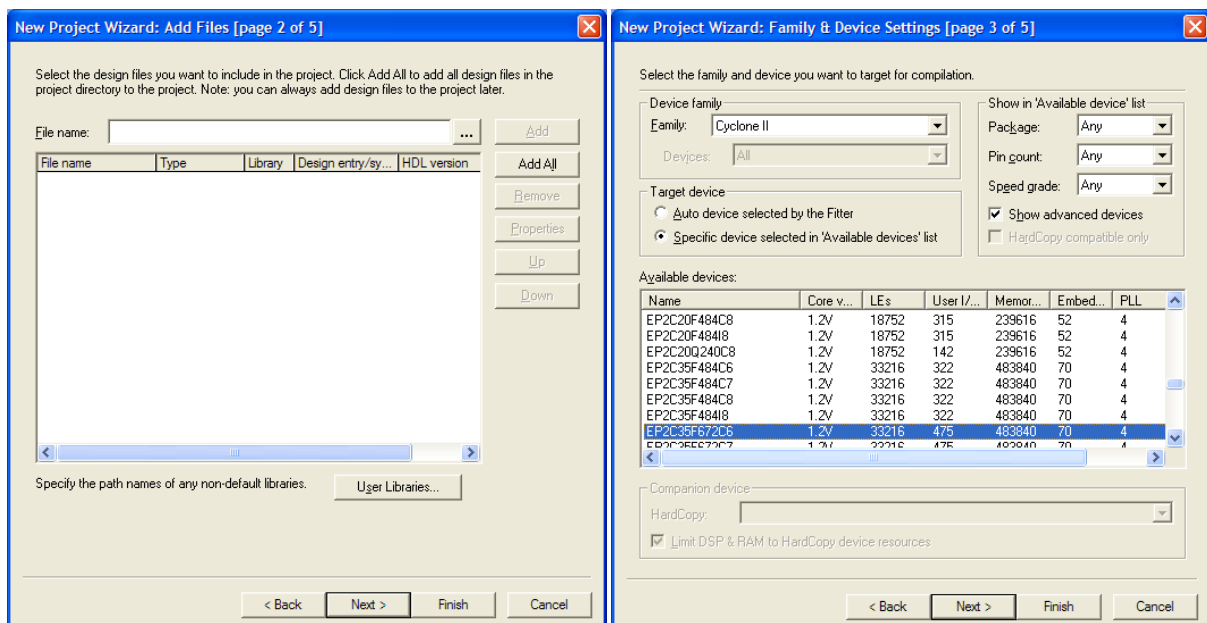 New Project Wizard: Add Files [page 2 of 5]
Select the design files you want to include in the project. Click Add All to add all design files in the
project directory to the project. Note: you can always add design files to the project later.
File name: ... Add
File name Type Library Design entry/sy... HDL version
Add All
Remove
Properties
Up
Down
Specify the path names of any non-default libraries. User Libraries...
< Back Next > Finish Cancel
New Project Wizard: Family & Device Settings [page 3 of 5]
Select the family and device you want to target for compilation.
Device family
Family: Cyclone II
Devices: All
Show in 'Available device' list
Package: Any
Pin count: Any
Speed grade: Any
Show advanced devices
HardCopy compatible only
Target device
Auto device selected by the Fitter
Specific device selected in 'Available devices' list
Available devices:
Name Core v... LEs User I/... Memor... Embed... PLL
EP2C20F484C8 1.2V 18752 315 239616 52 4
EP2C20F484I8 1.2V 18752 315 239616 52 4
EP2C20Q240C8 1.2V 18752 142 239616 52 4
EP2C35F484C6 1.2V 33216 322 483840 70 4
EP2C35F484C7 1.2V 33216 322 483840 70 4
EP2C35F484C8 1.2V 33216 322 483840 70 4
EP2C35F484I8 1.2V 33216 322 483840 70 4
EP2C35F672C6 1.2V 33216 475 483840 70 4
EP2C35F672C7 1.2V 33216 475 483840 70 4
Companion device
HardCopy:
Limit DSP & RAM to HardCopy device resources
< Back Next > Finish Cancel